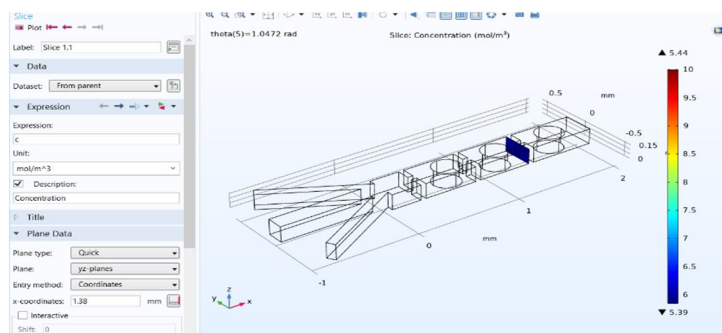 Slice
Plot
Label: Slice 1.1
Data
Dataset: From parent
Expression
Expression:
c
Unit:
mol/m^3
Description:
Concentration
Title
Plane Data
Plane type: Quick
Plane: yz-planes
Entry method: Coordinates
x-coordinates: 1.38 mm
Interactive
Shift: 0
theta(5)=1.0472 rad
Slice: Concentration (mol/m³)
▲ 5.44
10
9.5
9
8.5
8
7.5
7
6.5
6
▼ 5.39
0.5
mm
0
-0.5
0.15
0
2
1
mm
0
-1
y
z
x